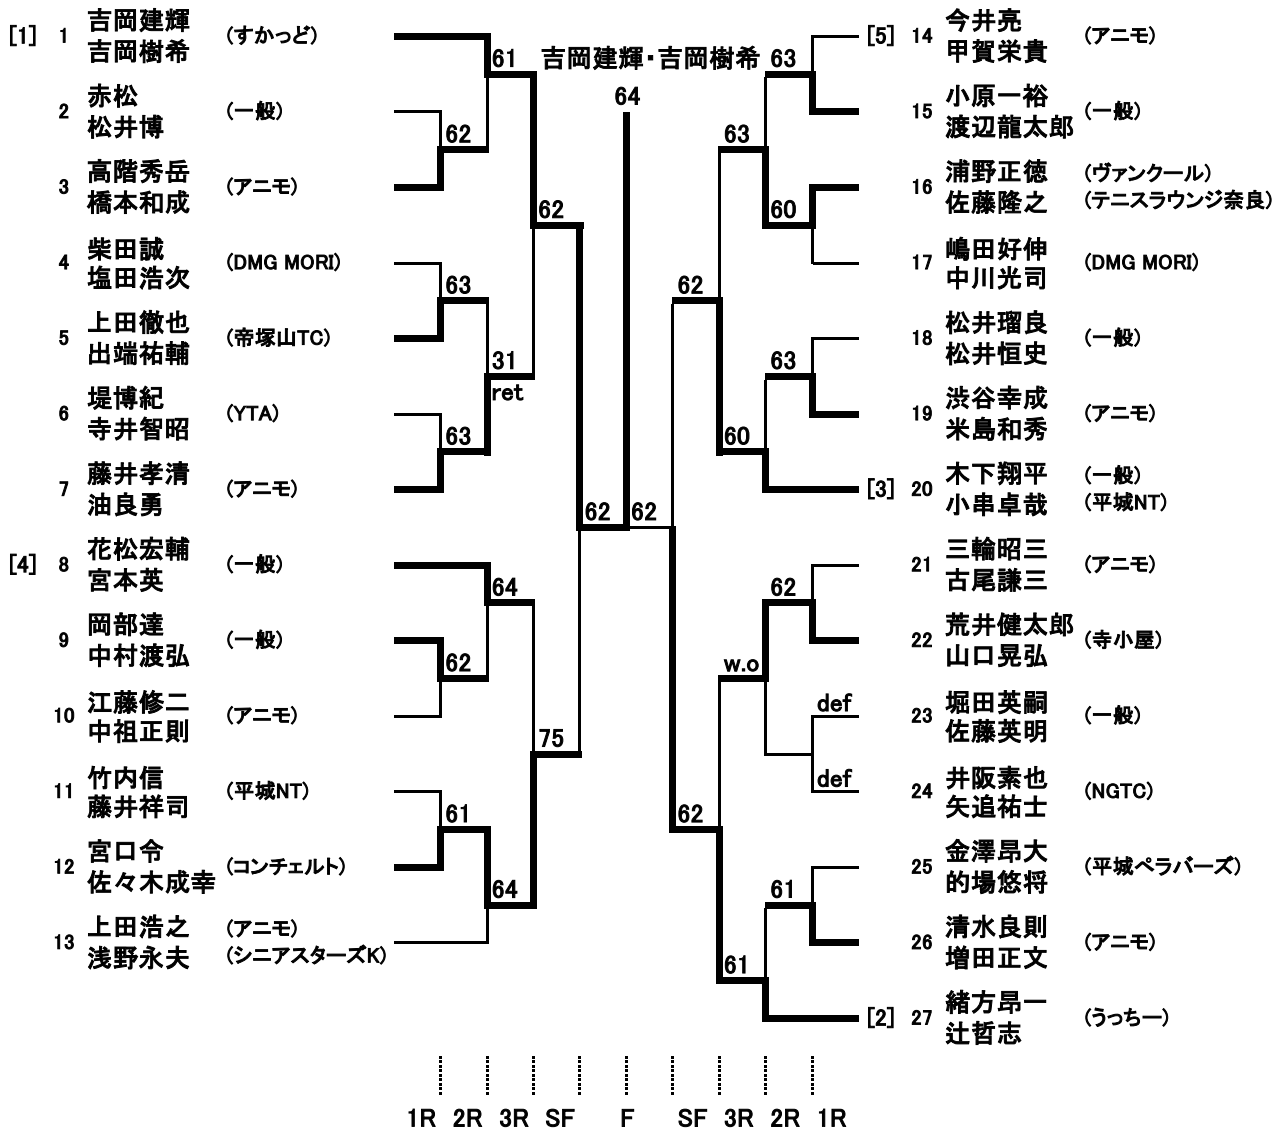 [1] 1 吉岡建輝 (すかっど)
吉岡樹希
2 赤松 (一般)
松井博
3 高階秀岳 (アニモ)
橋本和成
4 柴田誠 (DMG MORI)
塩田浩次
5 上田徹也 (帝塚山TC)
出端祐輔
6 堤博紀 (YTA)
寺井智昭
7 藤井孝清 (アニモ)
油良勇
[4] 8 花松宏輔 (一般)
宮本英
9 岡部達 (一般)
中村渡弘
10 江藤修二 (アニモ)
中祖正則
11 竹内信 (平城NT)
藤井祥司
12 宮口令 (コンチェルト)
佐々木成幸
13 上田浩之 (アニモ)
浅野永夫 (シニアスターズK)
62
63
63
62
61
61
31
ret
64
64
62
75
62
吉岡建輝・吉岡樹希
64
62
62
62
63
60
w.o
61
63
60
63
62
61
def
def
[5] 14 今井亮 (アニモ)
甲賀栄貴
15 小原一裕 (一般)
渡辺龍太郎
16 浦野正徳 (ヴァンクール)
佐藤隆之 (テニスラウンジ奈良)
17 嶋田好伸 (DMG MORI)
中川光司
18 松井瑠良 (一般)
松井恒史
19 渋谷幸成 (アニモ)
米島和秀
[3] 20 木下翔平 (一般)
小串卓哉 (平城NT)
21 三輪昭三 (アニモ)
古尾謙三
22 荒井健太郎 (寺小屋)
山口晃弘
23 堀田英嗣 (一般)
佐藤英明
24 井阪素也 (NGTC)
矢追祐士
25 金澤昂大 (平城ペラバーズ)
的場悠将
26 清水良則 (アニモ)
増田正文
[2] 27 緒方昂一 (うっちー)
辻哲志
1R 2R 3R SF F SF 3R 2R 1R